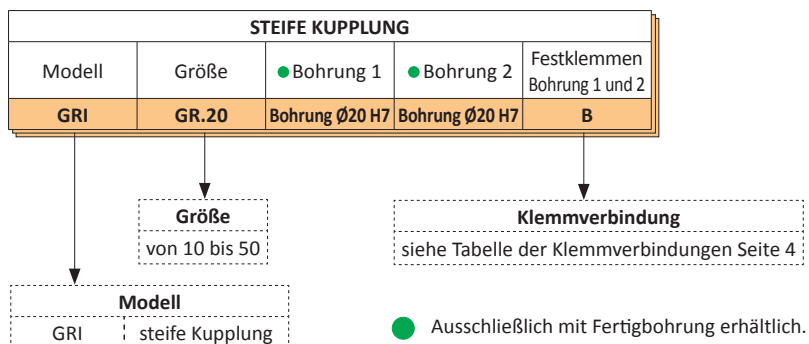 STEIFE KUPPLUNG
Modell Größe Bohrung 1 Bohrung 2 Festklemmen Bohrung 1 und 2
GRI GR.20 Bohrung Ø20 H7 Bohrung Ø20 H7 B
Größe
von 10 bis 50
Klemmverbindung
siehe Tabelle der Klemmverbindungen Seite 4
Modell
GRI steife Kupplung
Ausschließlich mit Fertigbohrung erhältlich.